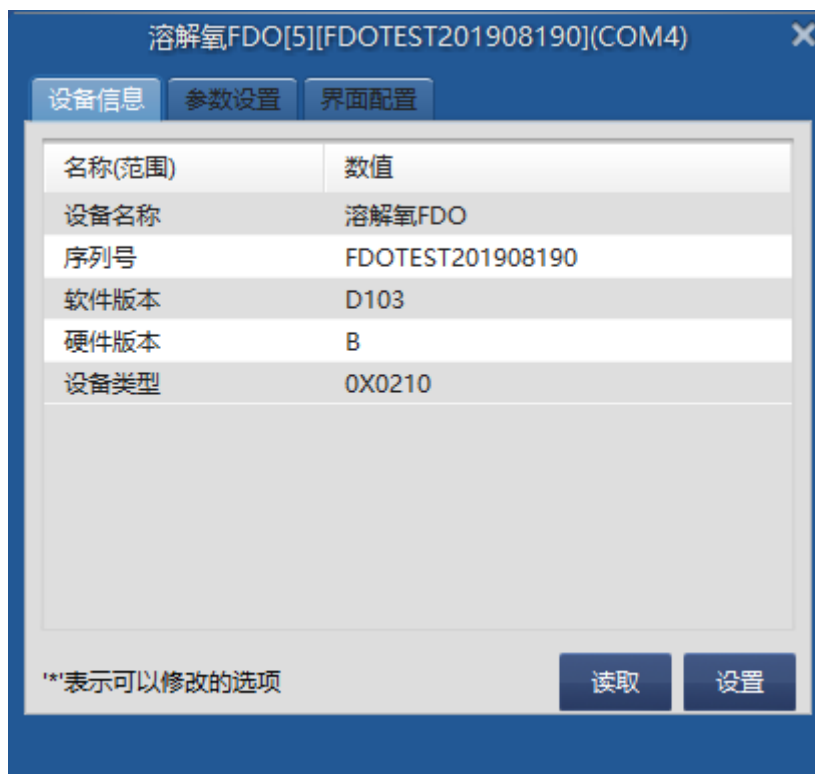 溶解氧FDO[5][FDOTEST201908190](COM4)
设备信息 参数设置 界面配置
名称(范围) 数值
设备名称 溶解氧FDO
序列号 FDOTEST201908190
软件版本 D103
硬件版本 B
设备类型 0X0210
'*'表示可以修改的选项 读取 设置